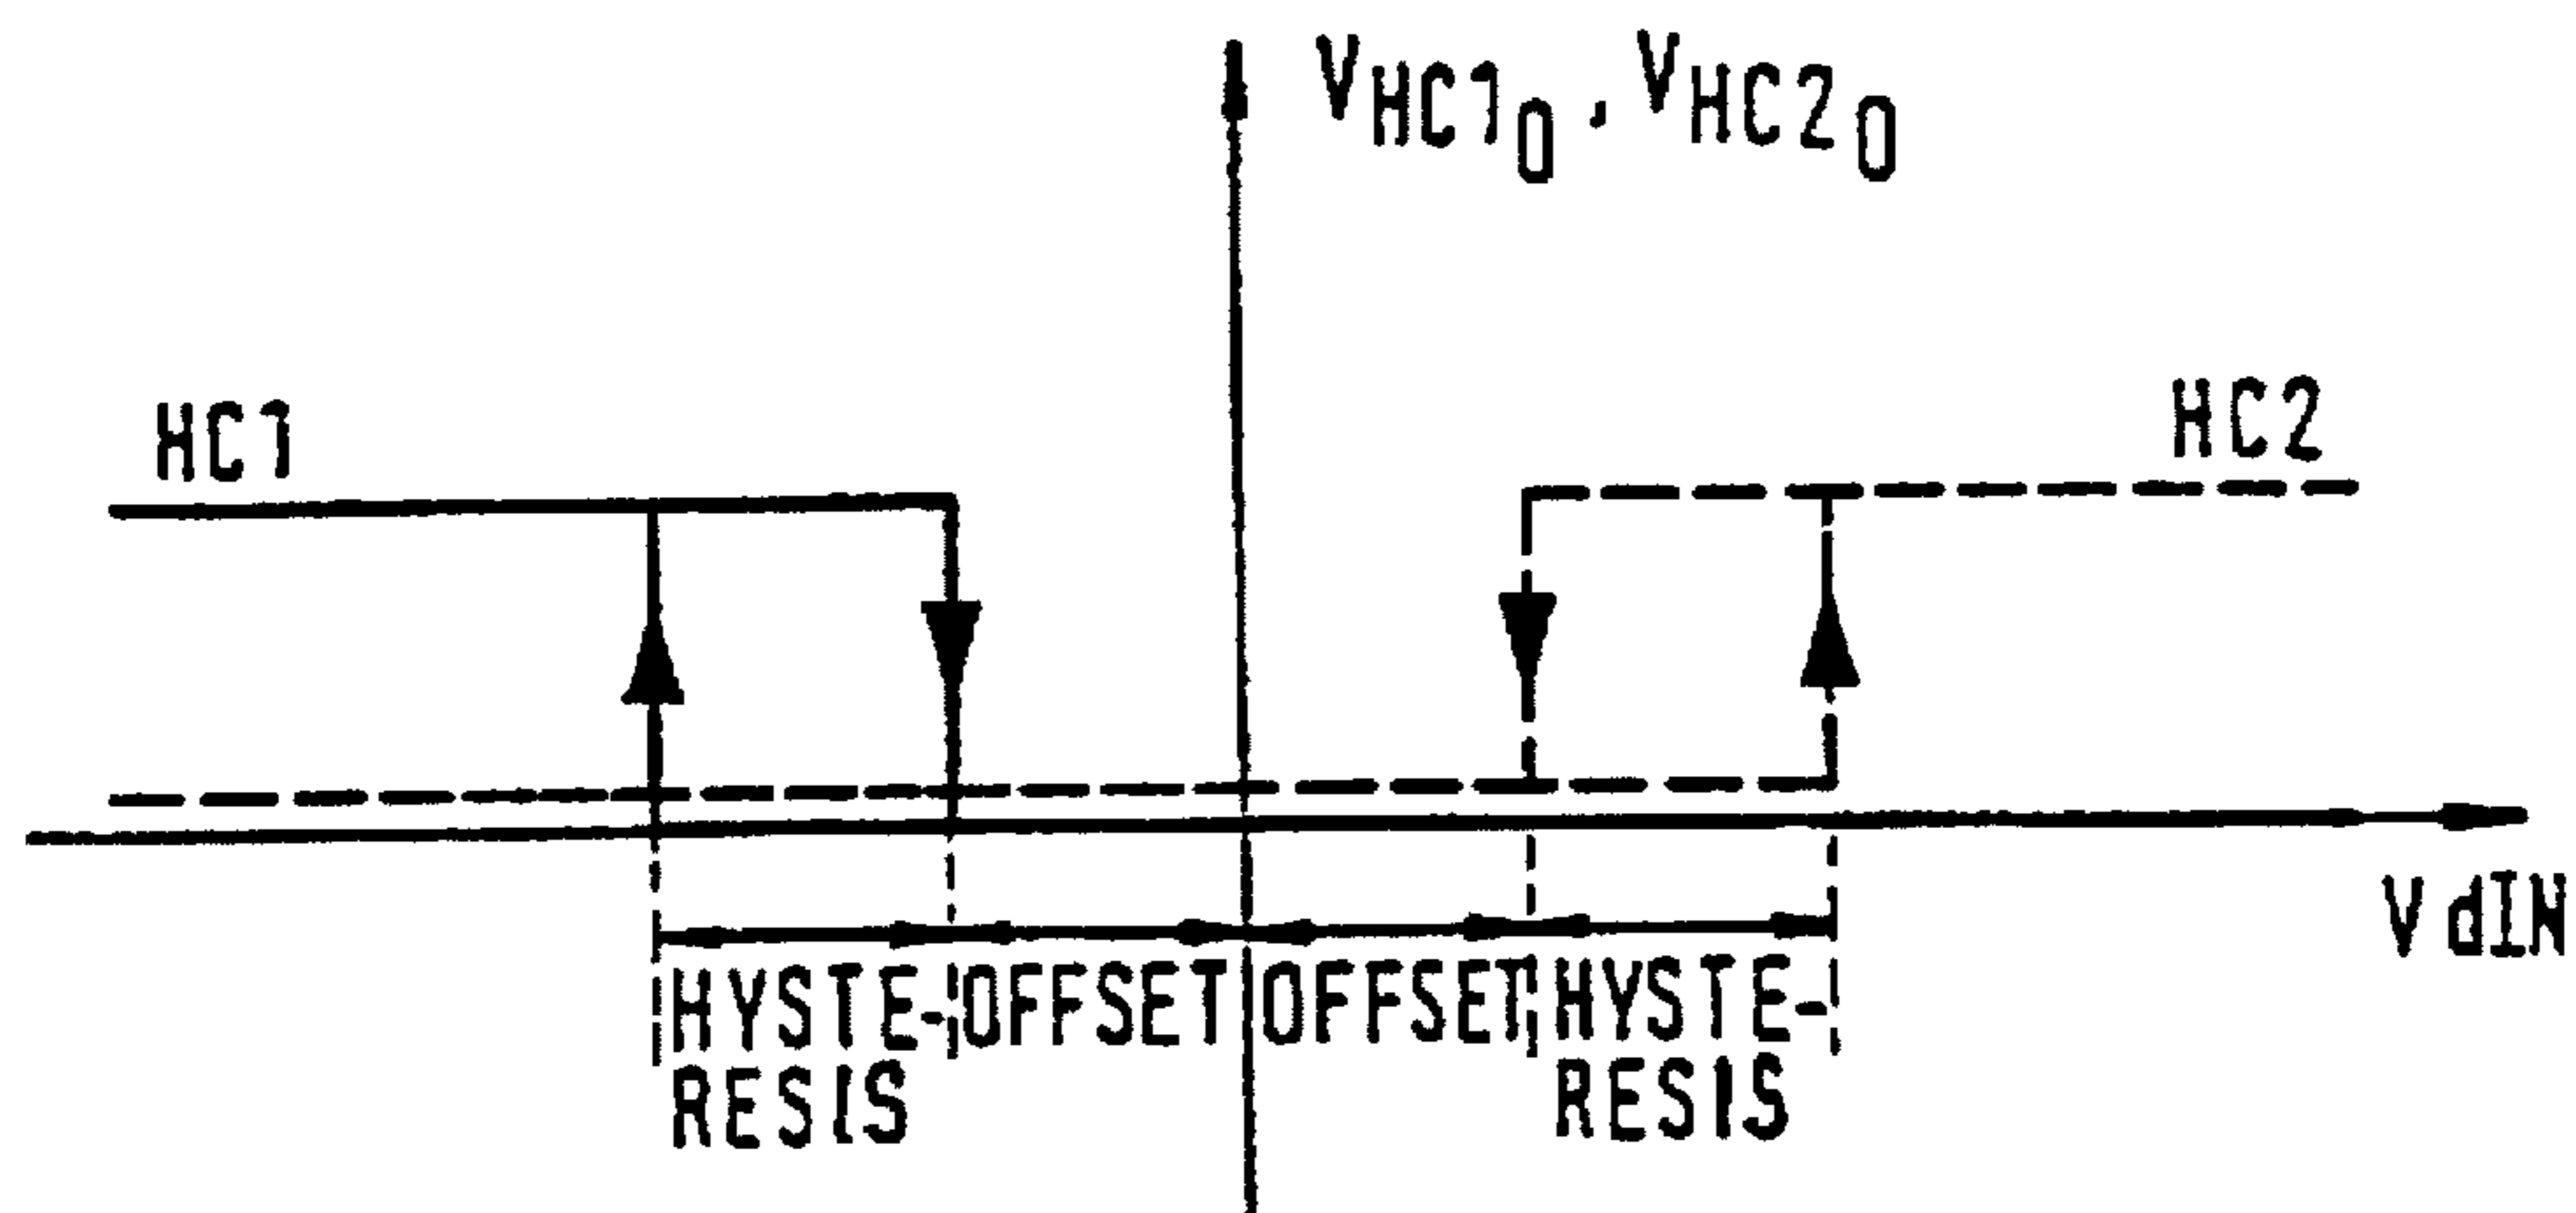 VHC1O, VHC2O
HC1
HC2
VdIN
HYSTE- OFFSET OFFSET HYSTE-
RESIS RESIS